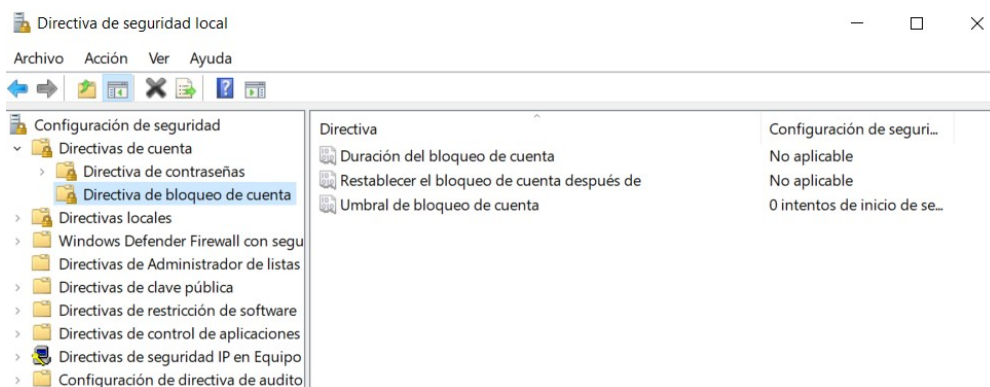 Directiva de seguridad local
Archivo Acción Ver Ayuda
Configuración de seguridad
Directivas de cuenta
Directiva de contraseñas
Directiva de bloqueo de cuenta
Directivas locales
Windows Defender Firewall con segu
Directivas de Administrador de listas
Directivas de clave pública
Directivas de restricción de software
Directivas de control de aplicaciones
Directivas de seguridad IP en Equipo
Configuración de directiva de audito
Directiva Configuración de seguri...
Duración del bloqueo de cuenta No aplicable
Restablecer el bloqueo de cuenta después de No aplicable
Umbral de bloqueo de cuenta 0 intentos de inicio de se...